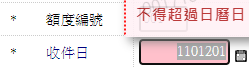 * 額度編號
不得超過日曆日
* 收件日 1101201